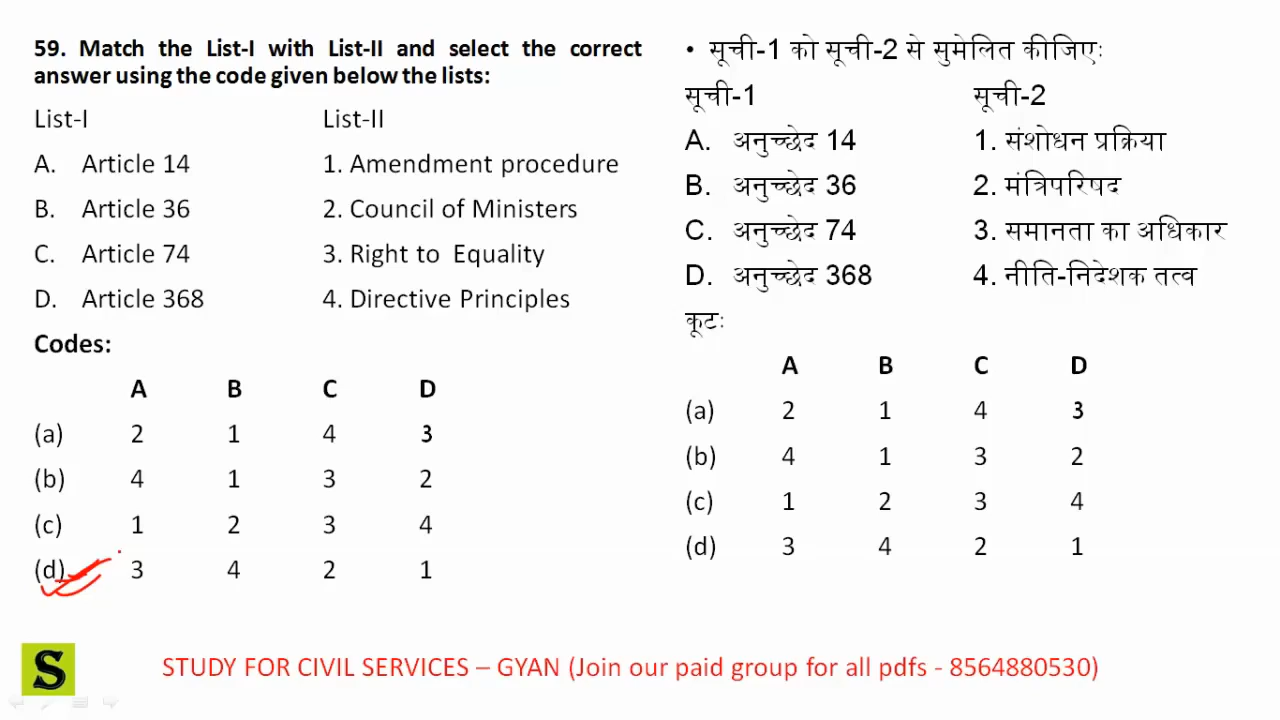 59. Match the List-I with List-II and select the correct
answer using the code given below the lists:
List-I List-II
A. Article 14 1. Amendment procedure
B. Article 36 2. Council of Ministers
C. Article 74 3. Right to Equality
D. Article 368 4. Directive Principles
Codes:
A B C D
(a) 2 1 4 3
(b) 4 1 3 2
(c) 1 2 3 4
(d) 3 4 2 1
• सूची-1 को सूची-2 से सुमेलित कीजिएः
सूची-1 सूची-2
A. अनुच्छेद 14 1. संशोधन प्रक्रिया
B. अनुच्छेद 36 2. मंत्रिपरिषद
C. अनुच्छेद 74 3. समानता का अधिकार
D. अनुच्छेद 368 4. नीति-निदेशक तत्व
कूटः
A B C D
(a) 2 1 4 3
(b) 4 1 3 2
(c) 1 2 3 4
(d) 3 4 2 1
S
STUDY FOR CIVIL SERVICES – GYAN (Join our paid group for all pdfs - 8564880530)